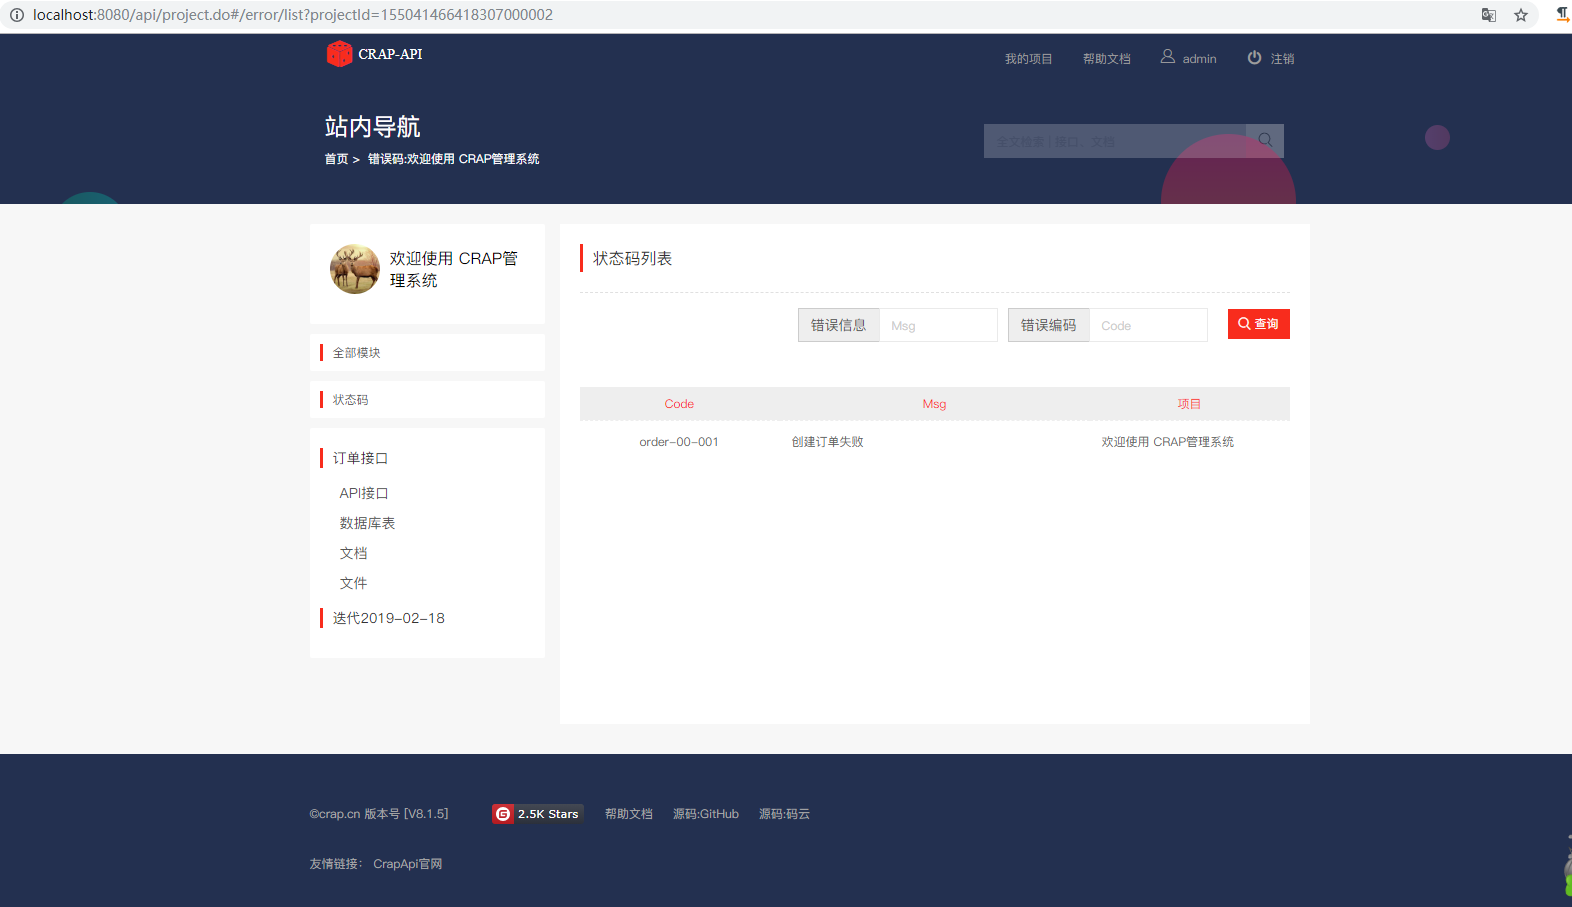 localhost:8080/api/project.do#/error/list?projectId=155041466418307000002
CRAP-API
我的项目 帮助文档 admin 注销
站内导航
首页 > 错误码:欢迎使用 CRAP管理系统
全文检索 | 接口、文档
欢迎使用 CRAP管
理系统
全部模块
状态码
订单接口
API接口
数据库表
文档
文件
迭代2019-02-18
状态码列表
错误信息 Msg 错误编码 Code 查询
Code Msg 项目
order-00-001 创建订单失败 欢迎使用 CRAP管理系统
©crap.cn 版本号 [V8.1.5] G 2.5K Stars 帮助文档 源码:GitHub 源码:码云
友情链接: CrapApi官网